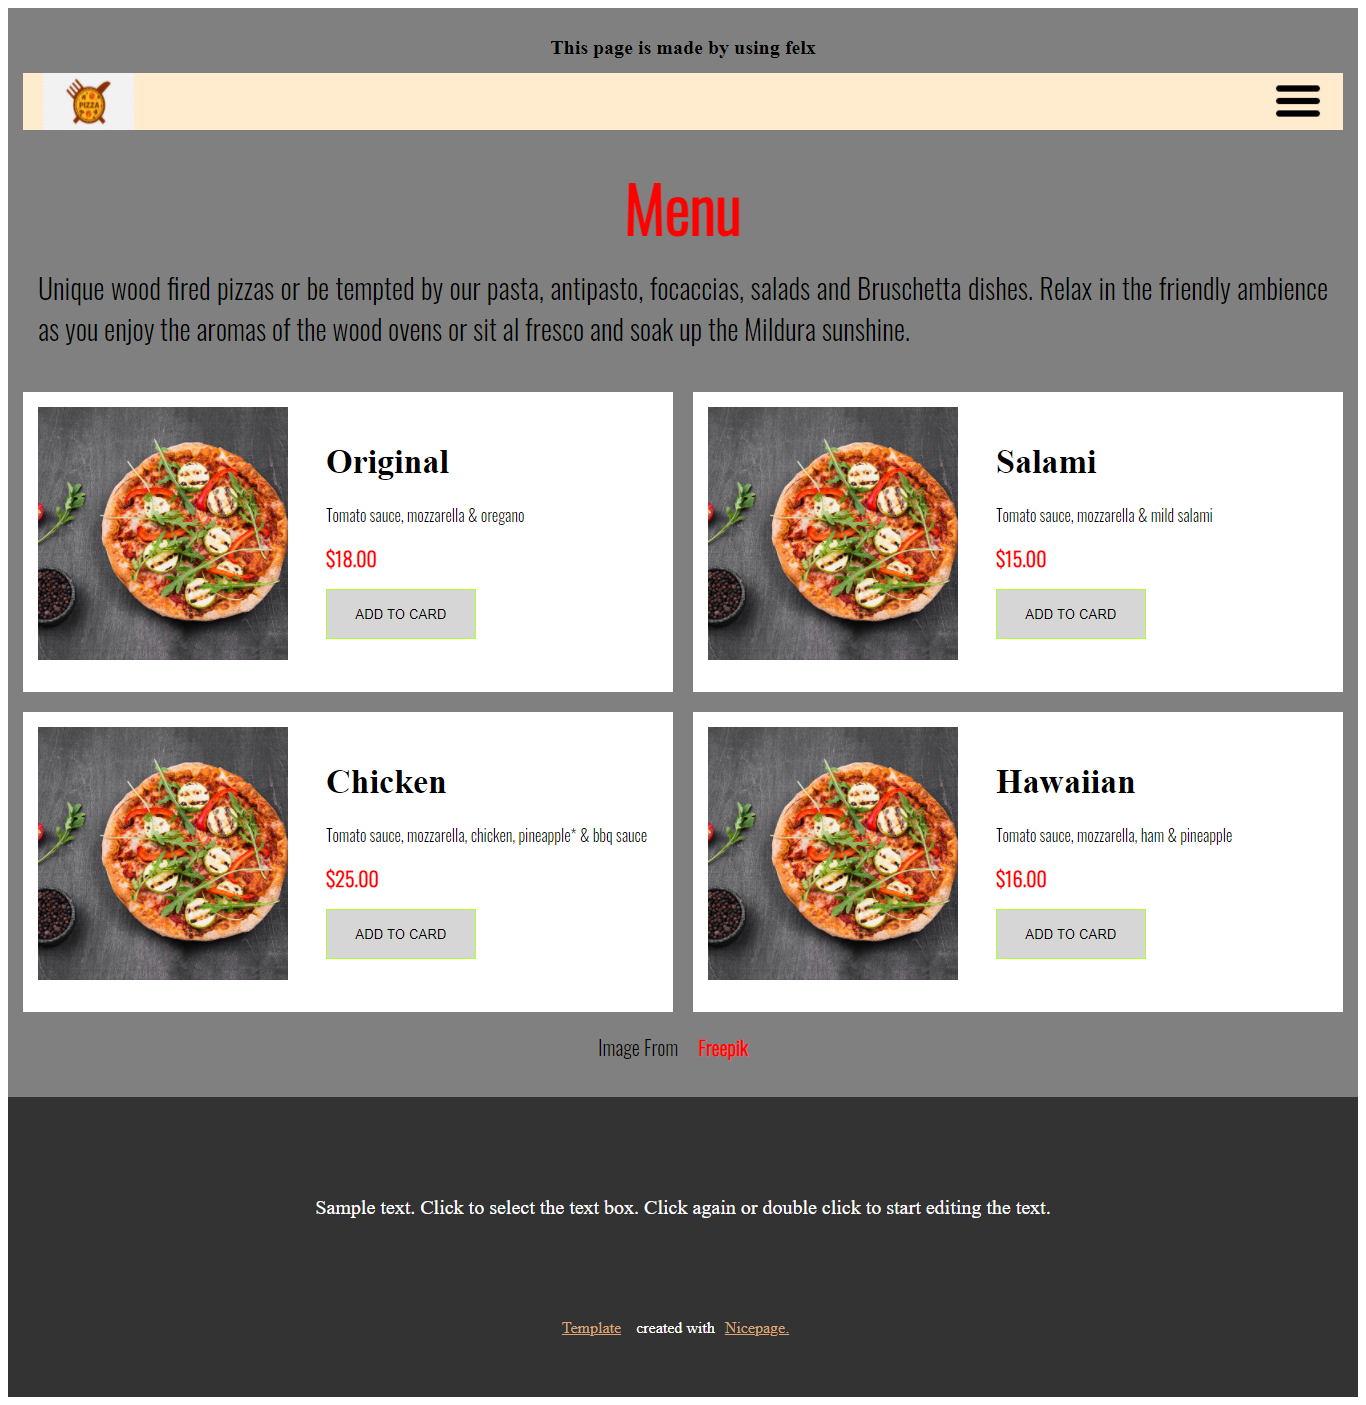 This page is made by using felx
PIZZA
Menu
Unique wood fired pizzas or be tempted by our pasta, antipasto, focaccias, salads and Bruschetta dishes. Relax in the friendly ambience
as you enjoy the aromas of the wood ovens or sit al fresco and soak up the Mildura sunshine.
Original
Tomato sauce, mozzarella & oregano
$18.00
ADD TO CARD
Salami
Tomato sauce, mozzarella & mild salami
$15.00
ADD TO CARD
Chicken
Tomato sauce, mozzarella, chicken, pineapple* & bbq sauce
$25.00
ADD TO CARD
Hawaiian
Tomato sauce, mozzarella, ham & pineapple
$16.00
ADD TO CARD
Image From Freepik
Sample text. Click to select the text box. Click again or double click to start editing the text.
Template created with Nicepage.